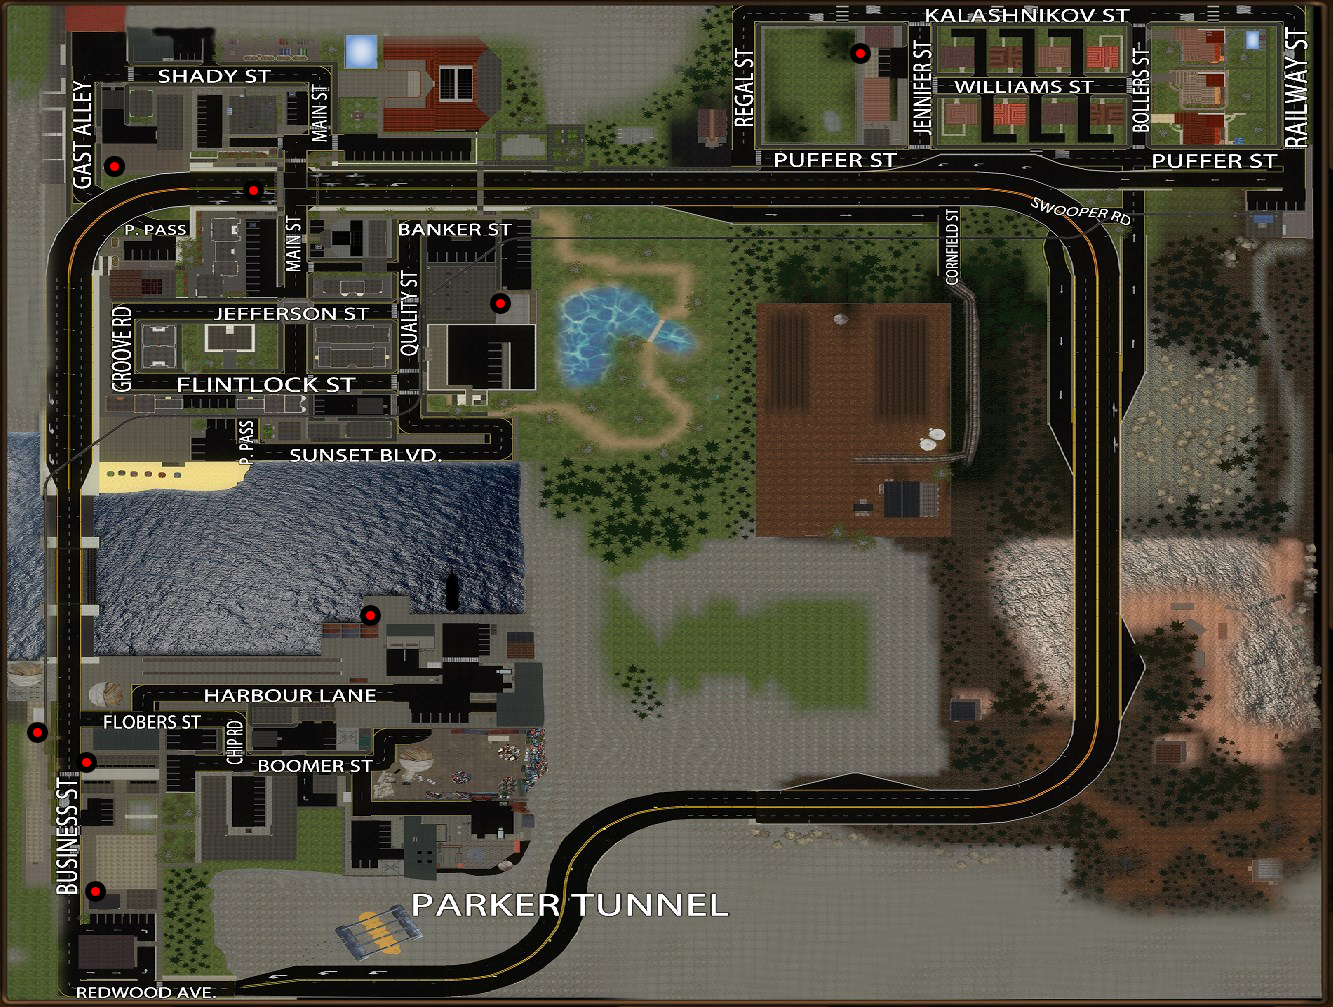 KALASHNIKOV ST
REGAL ST
JENNIFER ST
WILLIAMS ST
BOLLERS ST
RAILWAY ST
PUFFER ST
PUFFER ST
SHADY ST
MAIN ST
GAST ALLEY
SWOOPER RD
CORNFIELD ST
P. PASS
MAIN ST
BANKER ST
QUALITY ST
JEFFERSON ST
GROOVE RD
FLINTLOCK ST
P. PASS
SUNSET BLVD.
HARBOUR LANE
FLOBERS ST
CHIP RD
BOOMER ST
BUSINESS ST
PARKER TUNNEL
REDWOOD AVE.